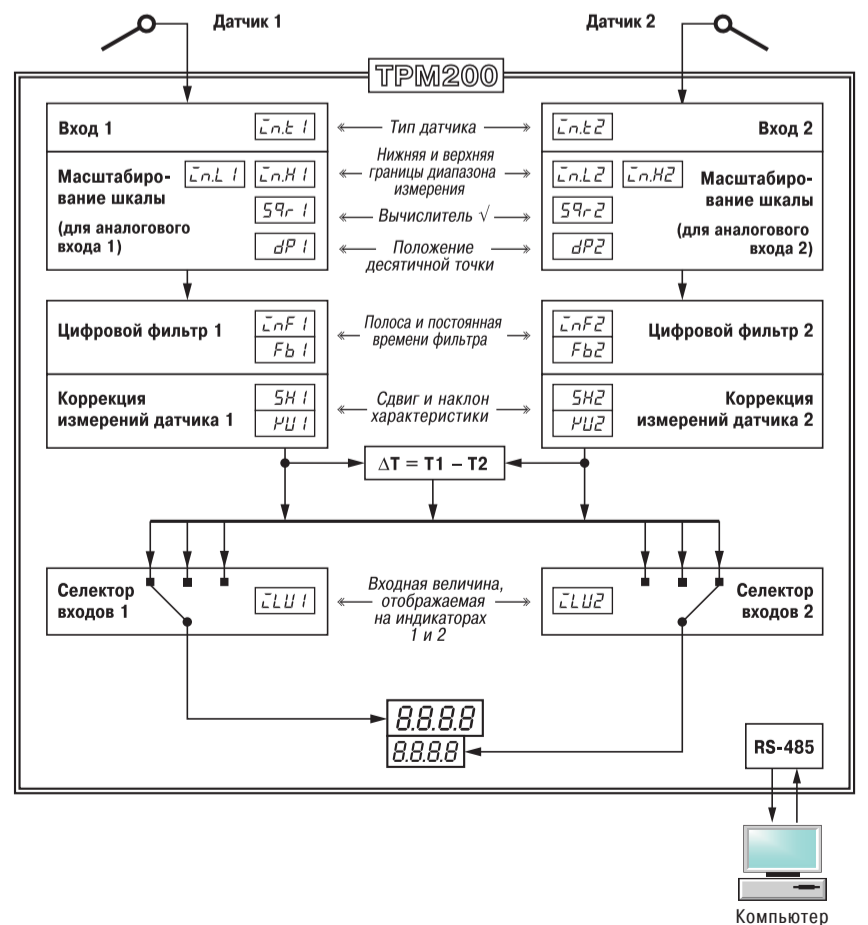 Датчик 1
Датчик 2
ТРМ200
Вход 1
in.t1
Тип датчика
in.t2
Вход 2
Масштабиро-
вание шкалы
(для аналогового
входа 1)
in.L1
in.H1
Нижняя и верхняя
границы диапазона
измерения
in.L2
in.H2
Масштабиро-
вание шкалы
(для аналогового
входа 2)
Sqr1
Вычислитель √
Sqr2
dP1
Положение
десятичной точки
dP2
Цифровой фильтр 1
inF1
Fb1
Полоса и постоянная
времени фильтра
inF2
Fb2
Цифровой фильтр 2
Коррекция
измерений датчика 1
SH1
KU1
Сдвиг и наклон
характеристики
SH2
KU2
Коррекция
измерений датчика 2
ΔT = T1 – T2
Селектор
входов 1
iLU1
Входная величина,
отображаемая
на индикаторах
1 и 2
iLU2
Селектор
входов 2
8.8.8.8
8.8.8.8
RS-485
Компьютер